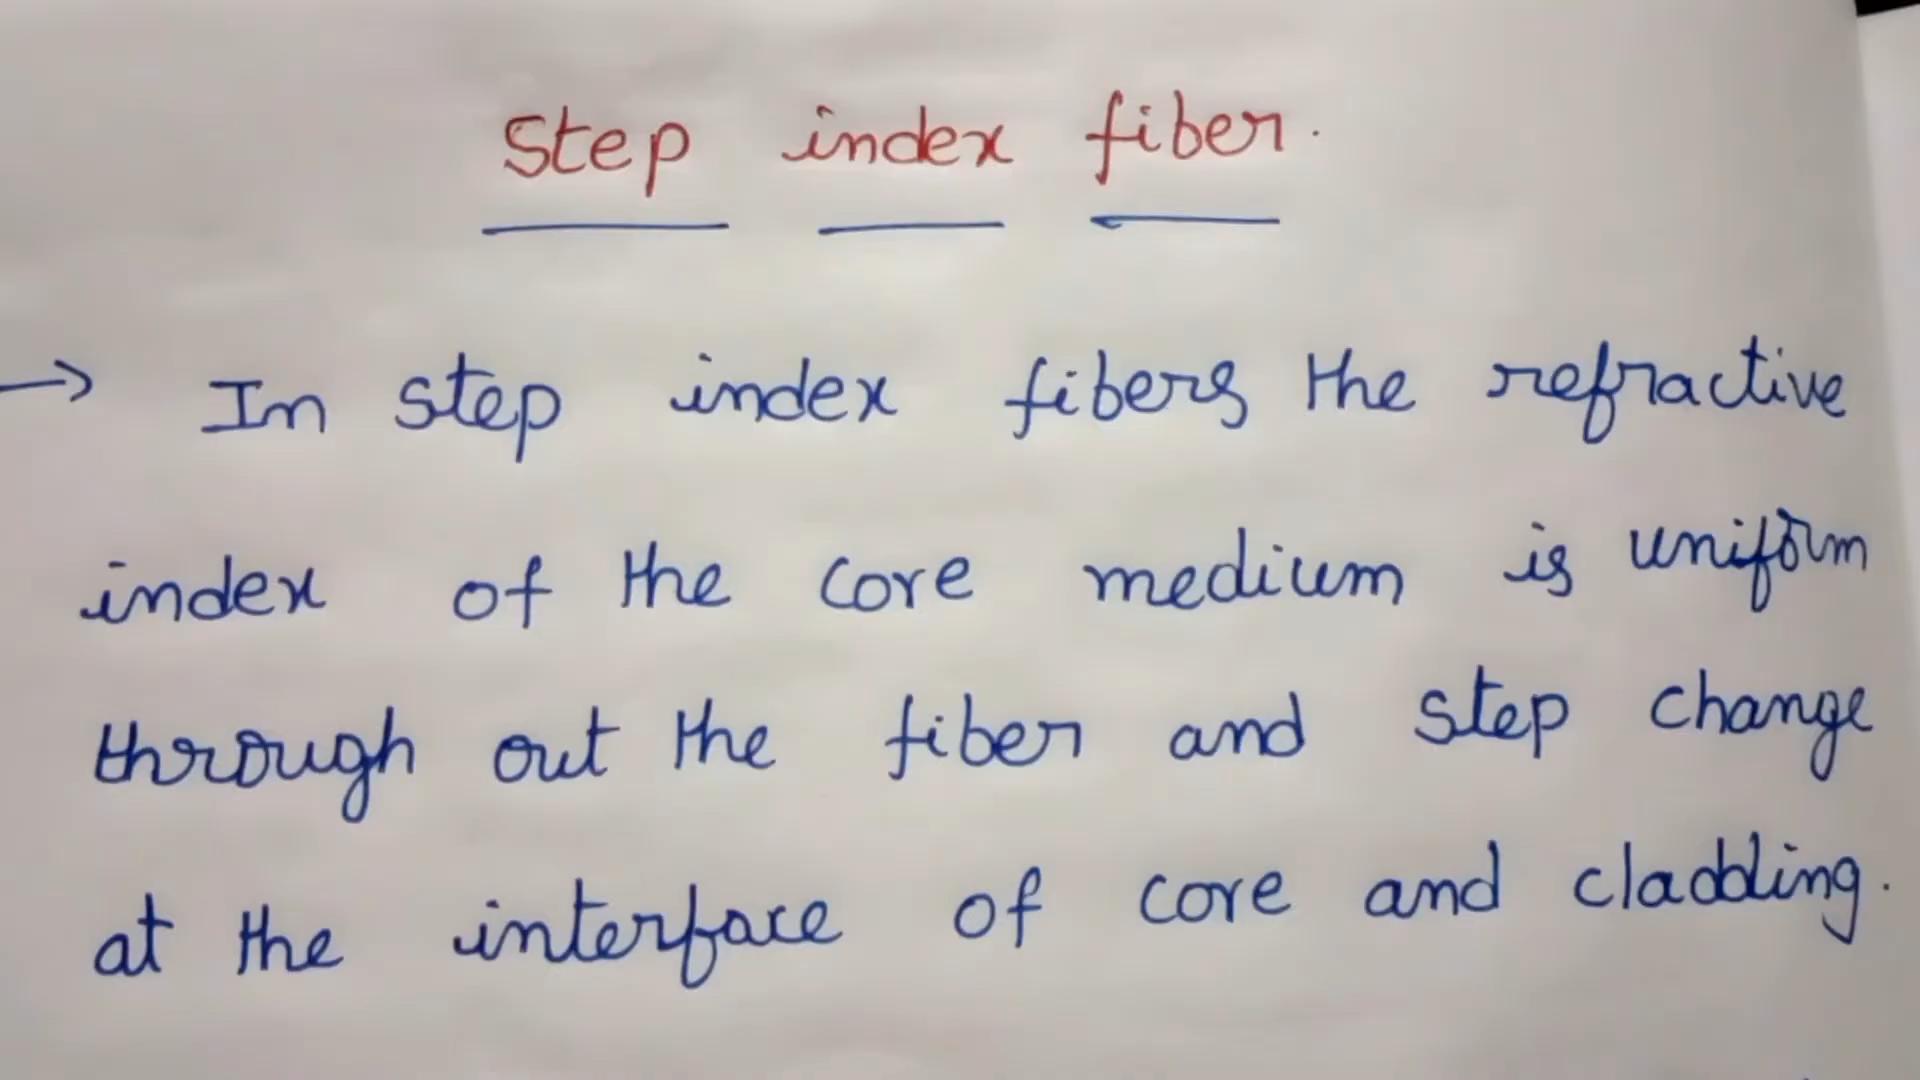 Step index fiber.
→ In step index fibers the refractive
index of the core medium is uniform
through out the fiber and step change
at the interface of core and cladding.